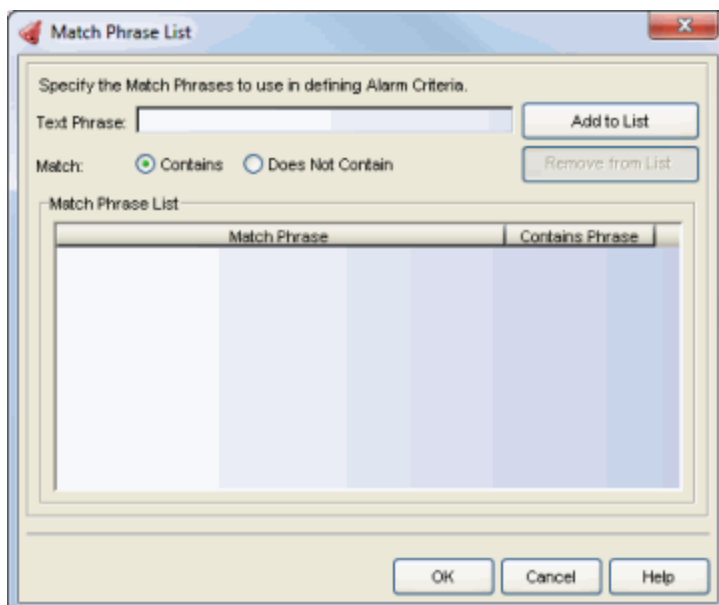 Match Phrase List
Specify the Match Phrases to use in defining Alarm Criteria.
Text Phrase: Add to List
Match: Contains Does Not Contain Remove from List
Match Phrase List
Match Phrase Contains Phrase
OK Cancel Help